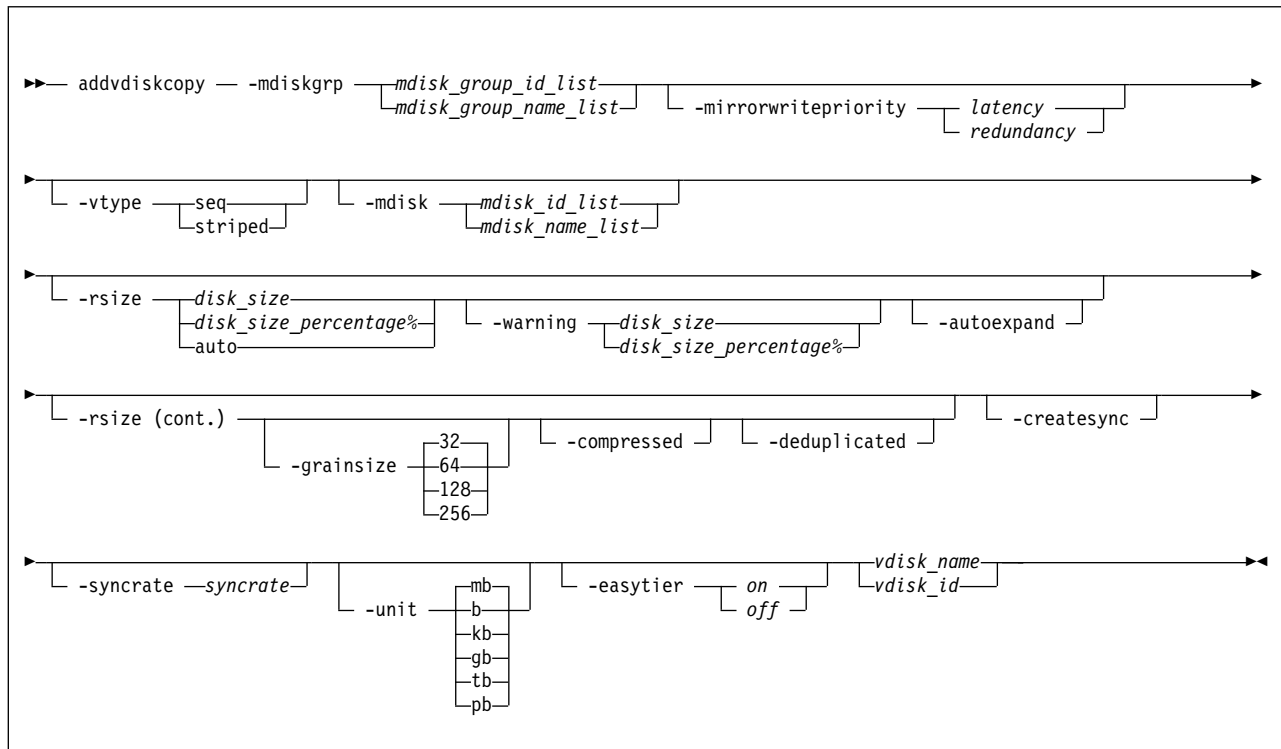 addvdiskcopy -mdiskgrp mdisk_group_id_list
mdisk_group_name_list
-mirrorwritepriority latency
redundancy
-vtype seq
striped
-mdisk mdisk_id_list
mdisk_name_list
-rsize disk_size
disk_size_percentage%
auto
-warning disk_size
disk_size_percentage%
-autoexpand
-rsize (cont.)
-grainsize
32
64
128
256
-compressed
-deduplicated
-createsync
-syncrate syncrate
-unit
mb
b
kb
gb
tb
pb
-easytier on
off
vdisk_name
vdisk_id